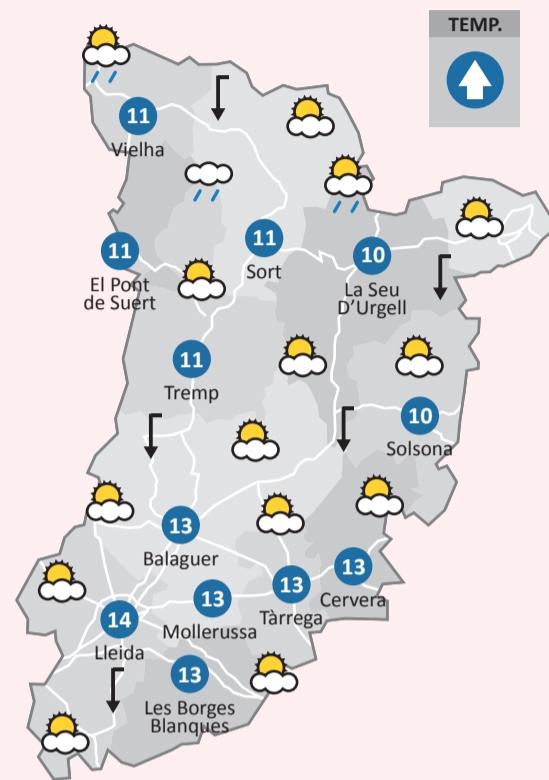 TEMP.
11
Vielha
11
El Pont
de Suert
11
Sort
10
La Seu
D’Urgell
11
Tremp
10
Solsona
13
Balaguer
13
Cervera
13
Tàrrega
13
Mollerussa
14
Lleida
13
Les Borges
Blanques